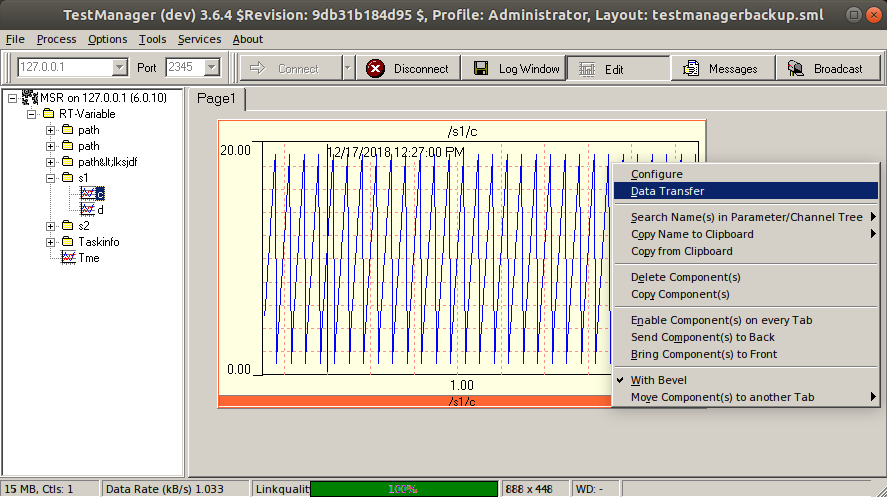 TestManager (dev) 3.6.4 $Revision: 9db31b184d95 $, Profile: Administrator, Layout: testmanagerbackup.sml
File Process Options Tools Services About
127.0.0.1 Port 2345 Connect Disconnect Log Window Edit Messages Broadcast
MSR on 127.0.0.1 (6.0.10)
RT-Variable
path
path
path&lt;lksjdf
s1
c
d
s2
Taskinfo
Tme
Page1
/s1/c
20.00
12/17/2018 12:27:00 PM
0.00
1.00
/s1/c
Configure
Data Transfer
Search Name(s) in Parameter/Channel Tree
Copy Name to Clipboard
Copy from Clipboard
Delete Component(s)
Copy Component(s)
Enable Component(s) on every Tab
Send Component(s) to Back
Bring Component(s) to Front
With Bevel
Move Component(s) to another Tab
15 MB, Ctls: 1 Data Rate (kB/s) 1.033 Linkquality 100% 888 x 448 WD: -